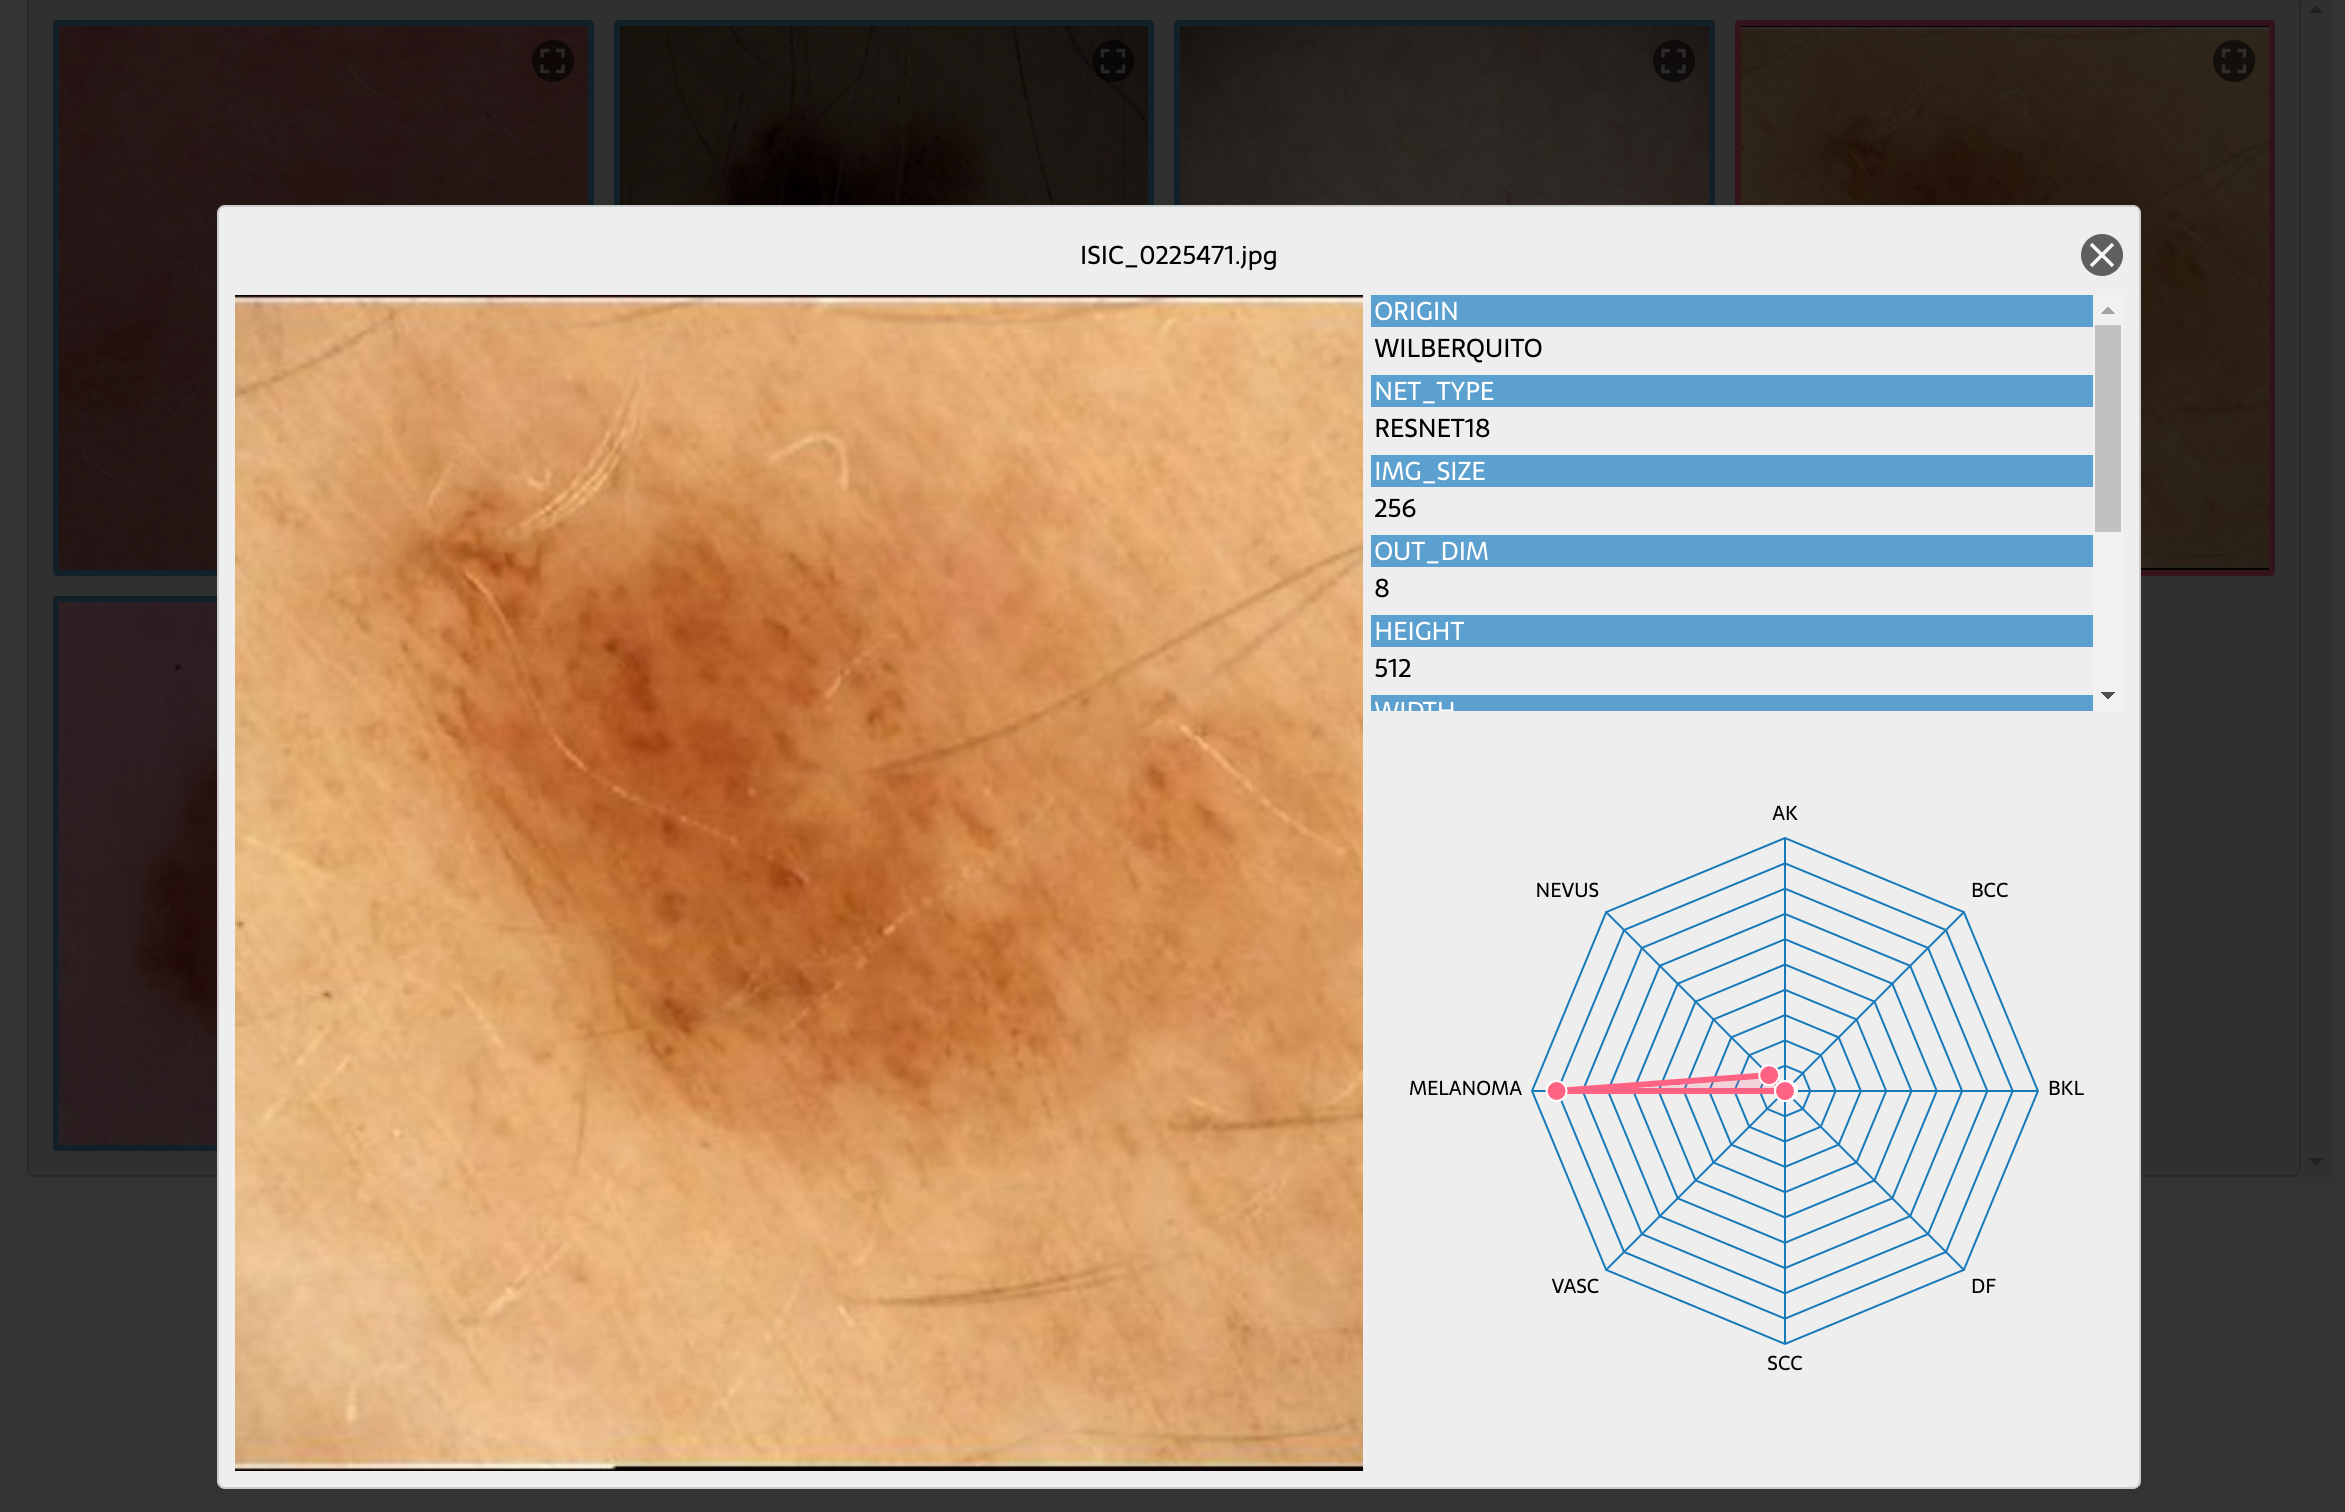 ISIC_0225471.jpg
ORIGIN
WILBERQUITO
NET_TYPE
RESNET18
IMG_SIZE
256
OUT_DIM
8
HEIGHT
512
WIDTH
AK
NEVUS
BCC
MELANOMA
BKL
VASC
DF
SCC